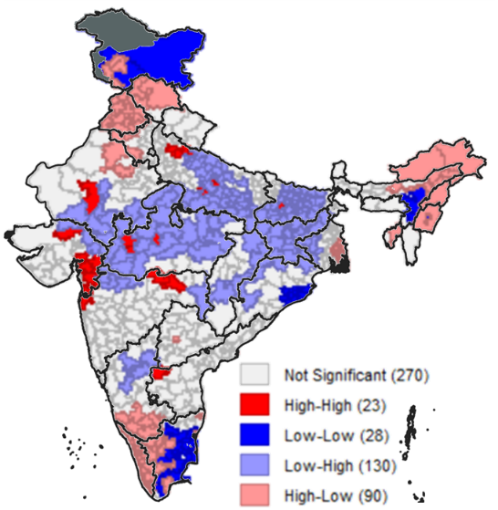 Not Significant (270)
High-High (23)
Low-Low (28)
Low-High (130)
High-Low (90)